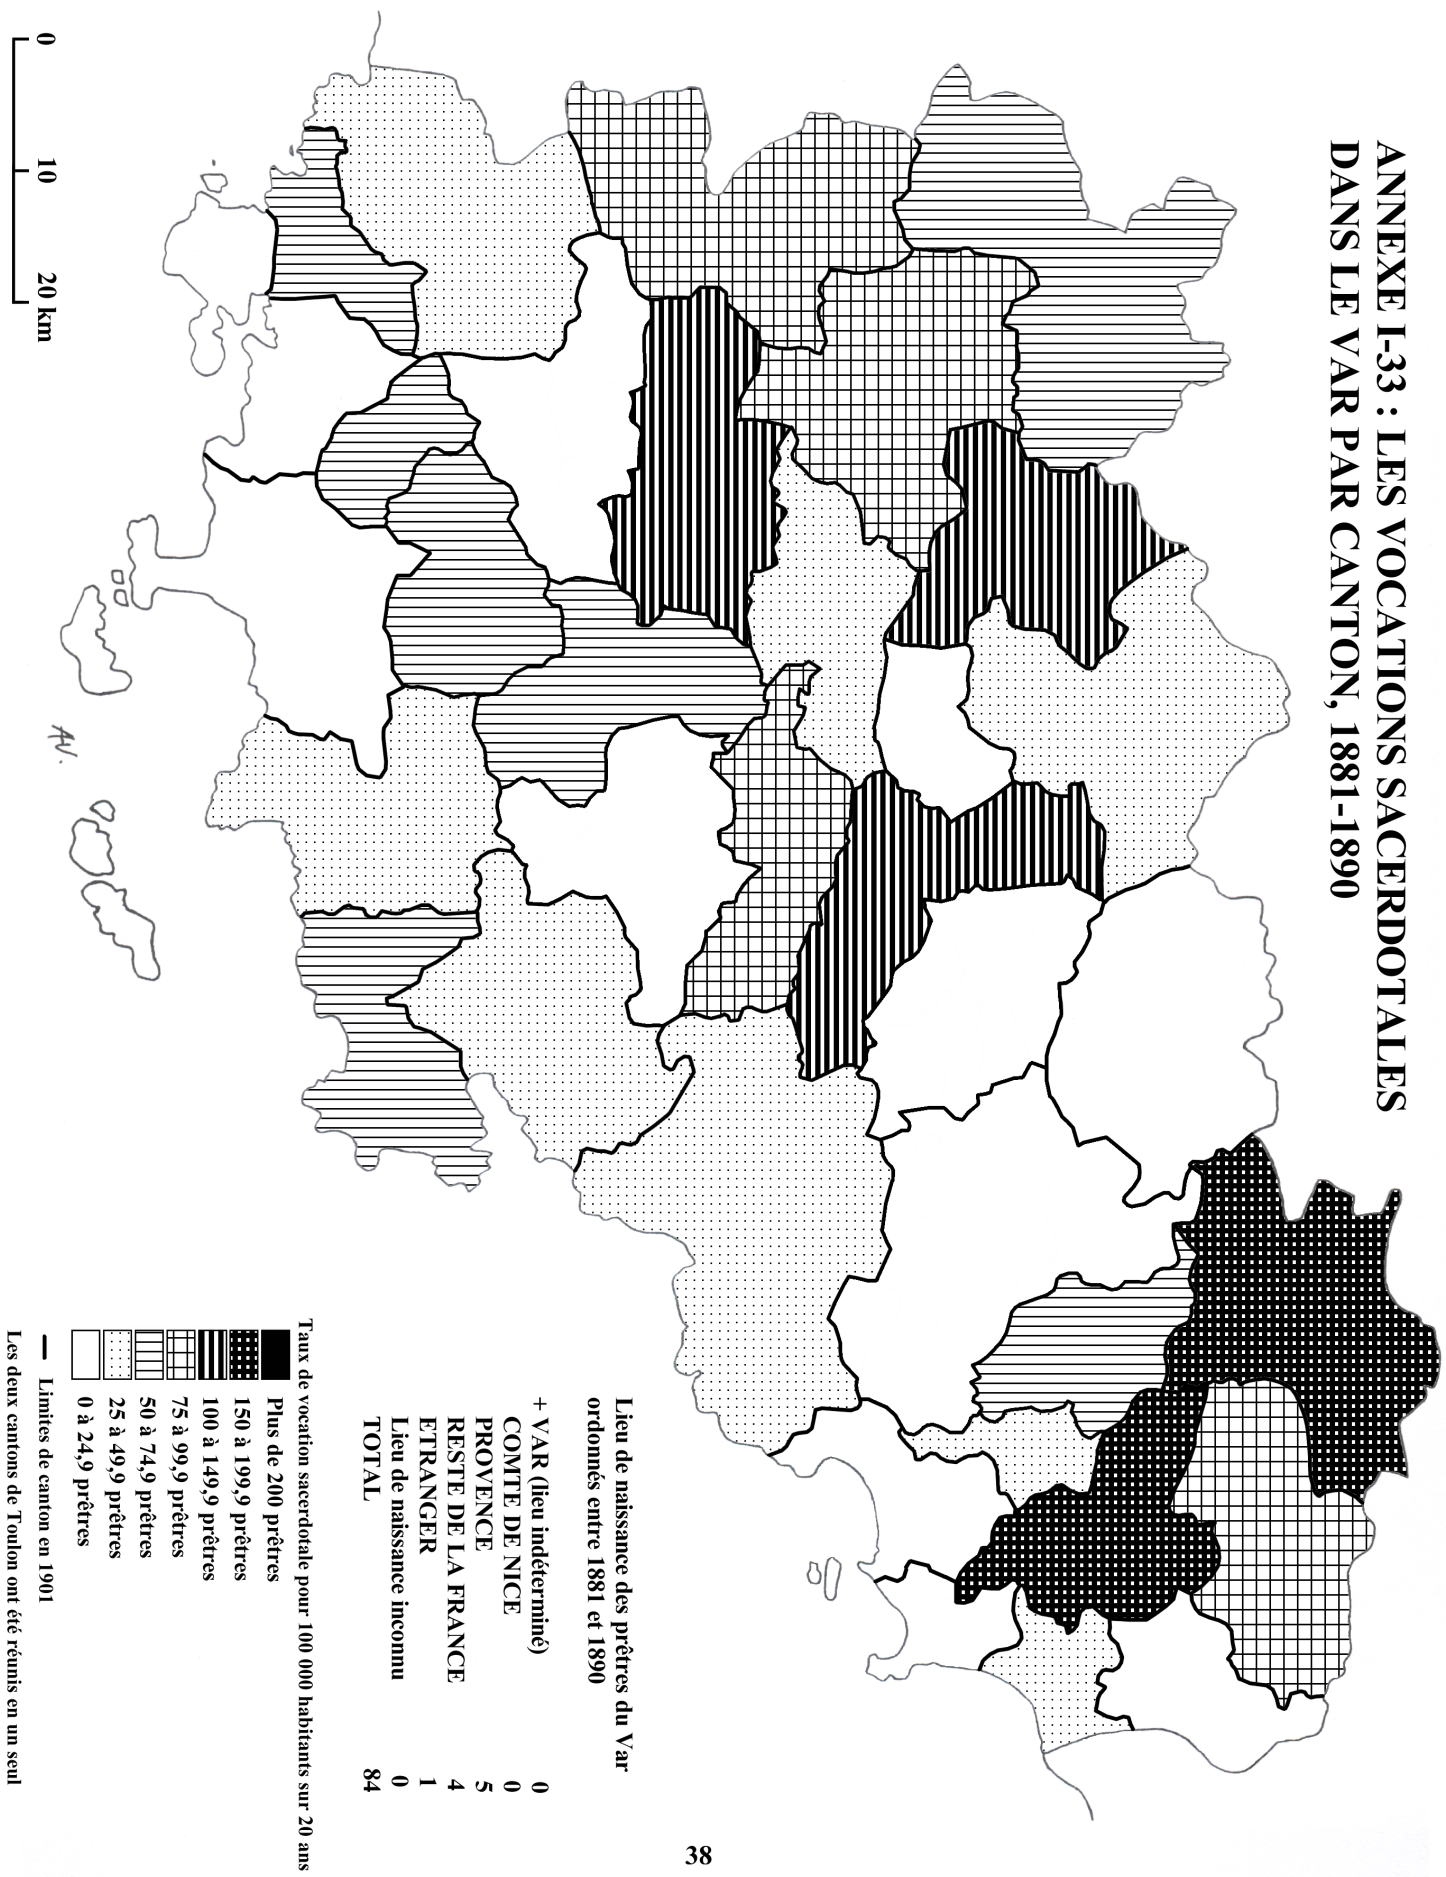 ANNEXE I-33 : LES VOCATIONS SACERDOTALES
DANS LE VAR PAR CANTON, 1881-1890
Lieu de naissance des prêtres du Var
ordonnés entre 1881 et 1890
+ VAR (lieu indéterminé) 0
COMTE DE NICE 0
PROVENCE 5
RESTE DE LA FRANCE 4
ETRANGER 1
Lieu de naissance inconnu 0
TOTAL 84
Taux de vocation sacerdotale pour 100 000 habitants sur 20 ans
Plus de 200 prêtres
150 à 199,9 prêtres
100 à 149,9 prêtres
75 à 99,9 prêtres
50 à 74,9 prêtres
25 à 49,9 prêtres
0 à 24,9 prêtres
Limites de canton en 1901
Les deux cantons de Toulon ont été réunis en un seul
0 10 20 km
AV.
38